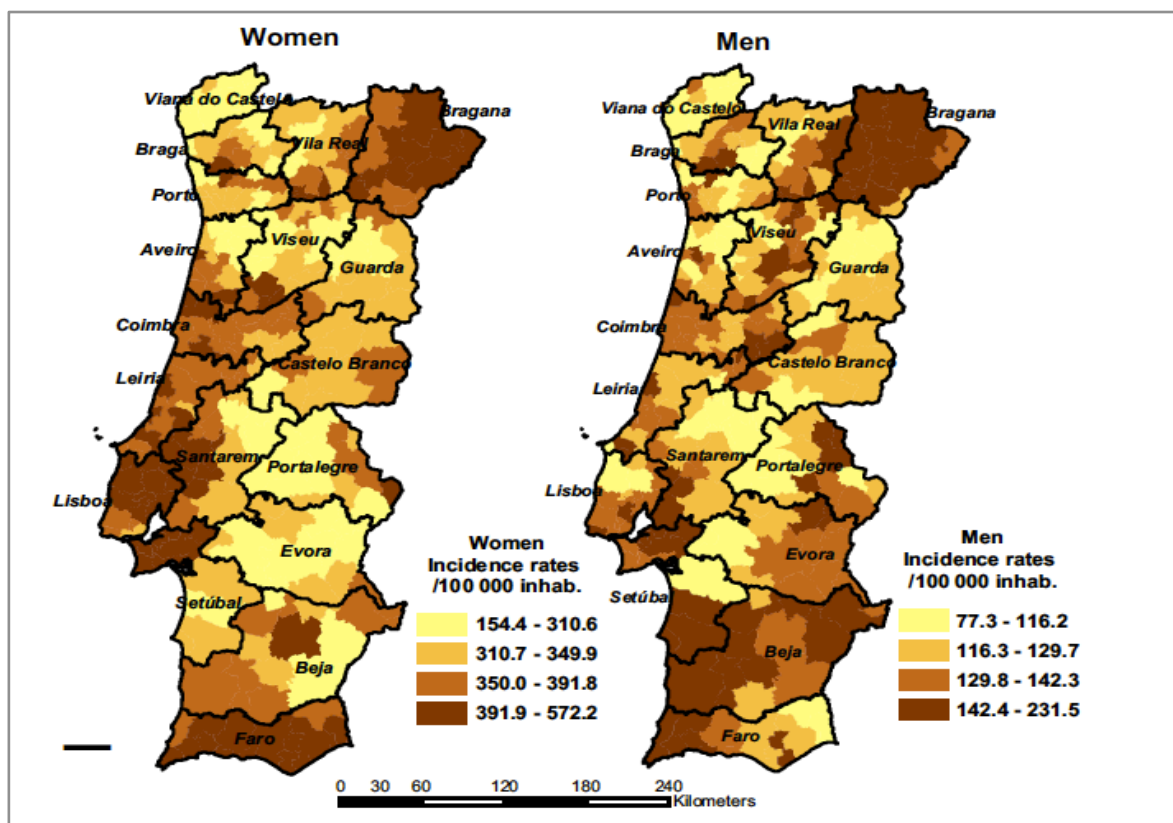 Women
Viana do Castelo
Bragana
Vila Real
Braga
Porto
Aveiro
Viseu
Guarda
Coimbra
Castelo Branco
Leiria
Santarem
Portalegre
Lisboa
Evora
Setúbal
Beja
Faro
Women
Incidence rates
/100 000 inhab.
154.4 - 310.6
310.7 - 349.9
350.0 - 391.8
391.9 - 572.2
Men
Viana do Castelo
Bragana
Vila Real
Braga
Porto
Aveiro
Viseu
Guarda
Coimbra
Castelo Branco
Leiria
Santarem
Portalegre
Lisboa
Evora
Setúba
Beja
Faro
Men
Incidence rates
/100 000 inhab.
77.3 - 116.2
116.3 - 129.7
129.8 - 142.3
142.4 - 231.5
0 30 60 120 180 240
Kilometers